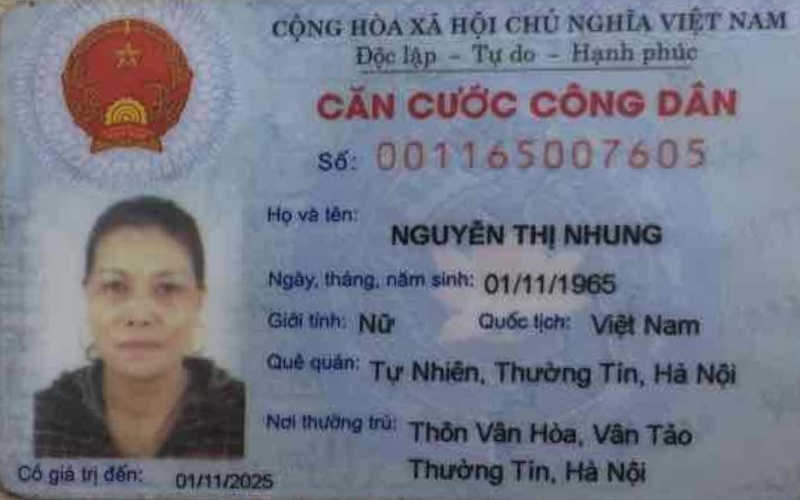 CỘNG HÒA XÃ HỘI CHỦ NGHĨA VIỆT NAM
Độc lập - Tự do - Hạnh phúc
CĂN CƯỚC CÔNG DÂN
Số: 001165007605
Họ và tên: NGUYỄN THỊ NHUNG
Ngày, tháng, năm sinh: 01/11/1965
Giới tính: Nữ Quốc tịch: Việt Nam
Quê quán: Tự Nhiên, Thường Tín, Hà Nội
Nơi thường trú: Thôn Vân Hòa, Vân Tảo
Thường Tín, Hà Nội
Có giá trị đến: 01/11/2025